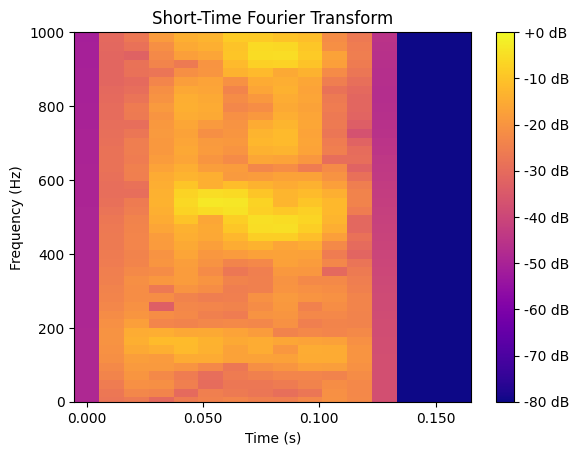 Short-Time Fourier Transform
1000
800
600
400
200
0
Frequency (Hz)
0.000
0.050
0.100
0.150
Time (s)
+0 dB
-10 dB
-20 dB
-30 dB
-40 dB
-50 dB
-60 dB
-70 dB
-80 dB